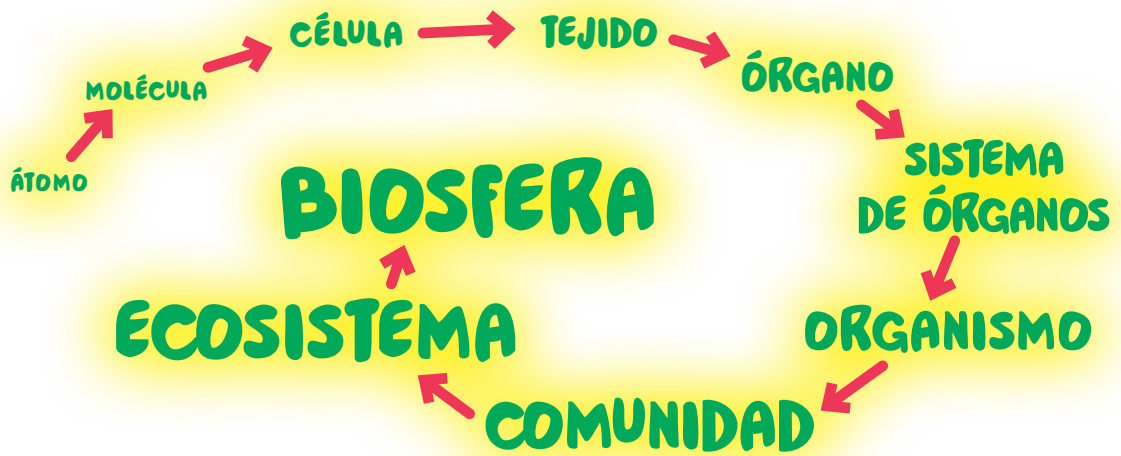 ÁTOMO
MOLÉCULA
CÉLULA
TEJIDO
ÓRGANO
SISTEMA
DE ÓRGANOS
ORGANISMO
COMUNIDAD
ECOSISTEMA
BIOSFERA